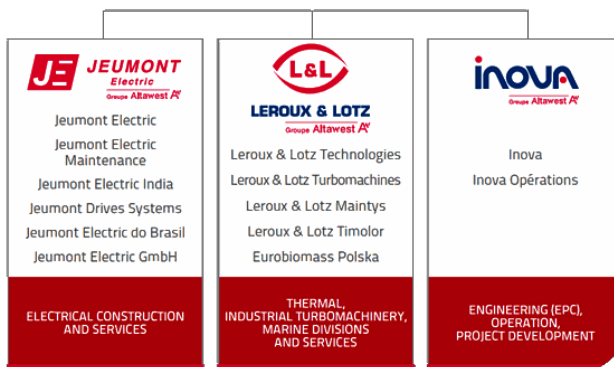 JE JEUMONT
Electric
Groupe Altawest
Jeumont Electric
Jeumont Electric
Maintenance
Jeumont Electric India
Jeumont Drives Systems
Jeumont Electric do Brasil
Jeumont Electric GmbH
ELECTRICAL CONSTRUCTION
AND SERVICES
L&L
LEROUX & LOTZ
Groupe Altawest
Leroux & Lotz Technologies
Leroux & Lotz Turbomachines
Leroux & Lotz Maintys
Leroux & Lotz Timolor
Eurobiomass Polska
THERMAL,
INDUSTRIAL TURBOMACHINERY,
MARINE DIVISIONS
AND SERVICES
inova
Groupe Altawest
Inova
Inova Opérations
ENGINEERING (EPC),
OPERATION,
PROJECT DEVELOPMENT